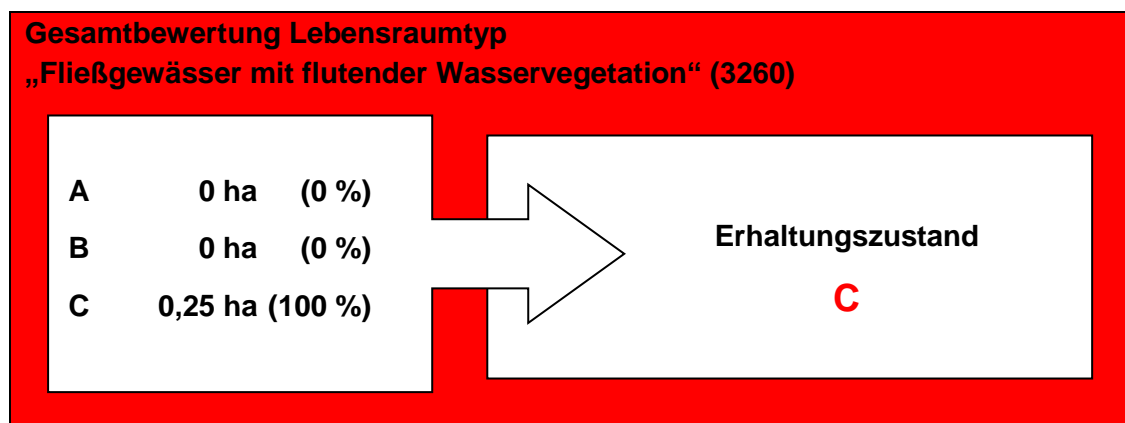 Gesamtbewertung Lebensraumtyp
„Fließgewässer mit flutender Wasservegetation“ (3260)
A 0 ha (0 %)
B 0 ha (0 %)
C 0,25 ha (100 %)
Erhaltungszustand
C